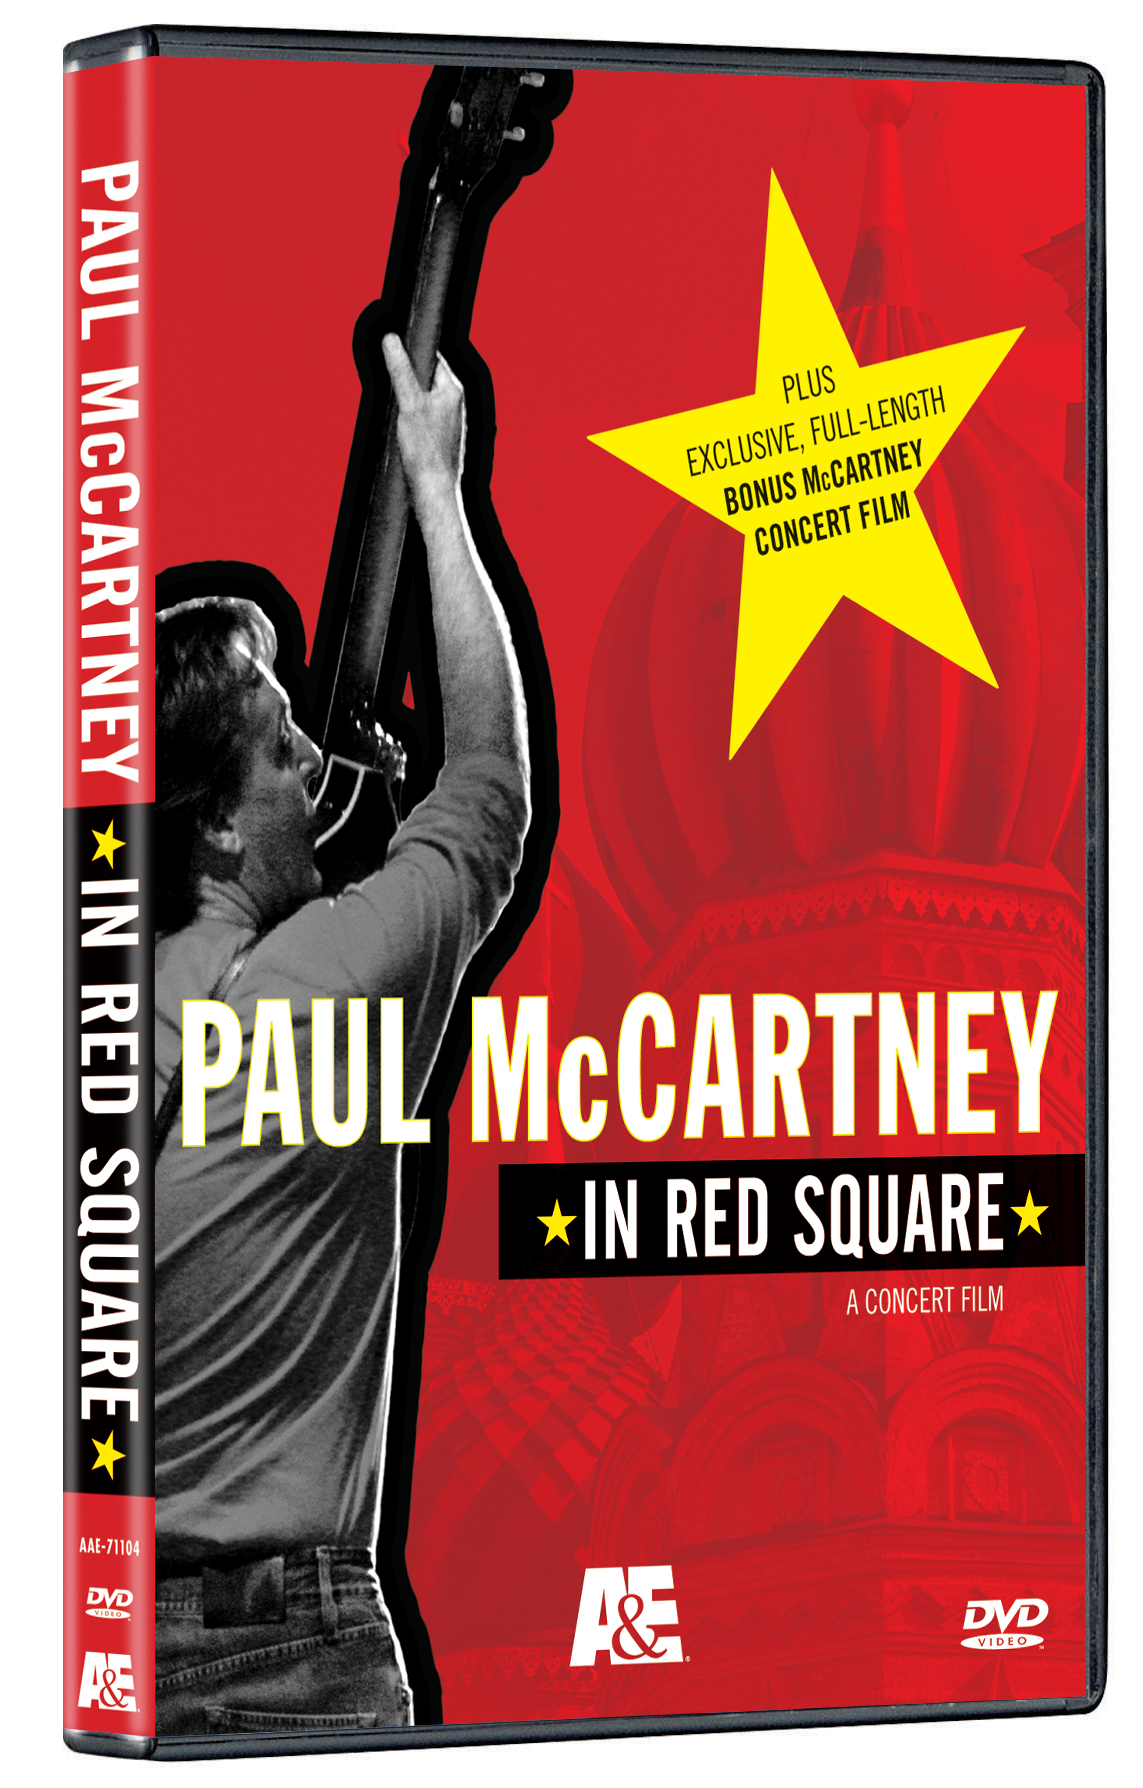 PAUL McCARTNEY ★ IN RED SQUARE ★
AAE-71104
DVD
VIDEO
A&E
PLUS
EXCLUSIVE, FULL-LENGTH
BONUS McCARTNEY
CONCERT FILM
PAUL McCARTNEY
★ IN RED SQUARE ★
A CONCERT FILM
A&E®
DVD
VIDEO™